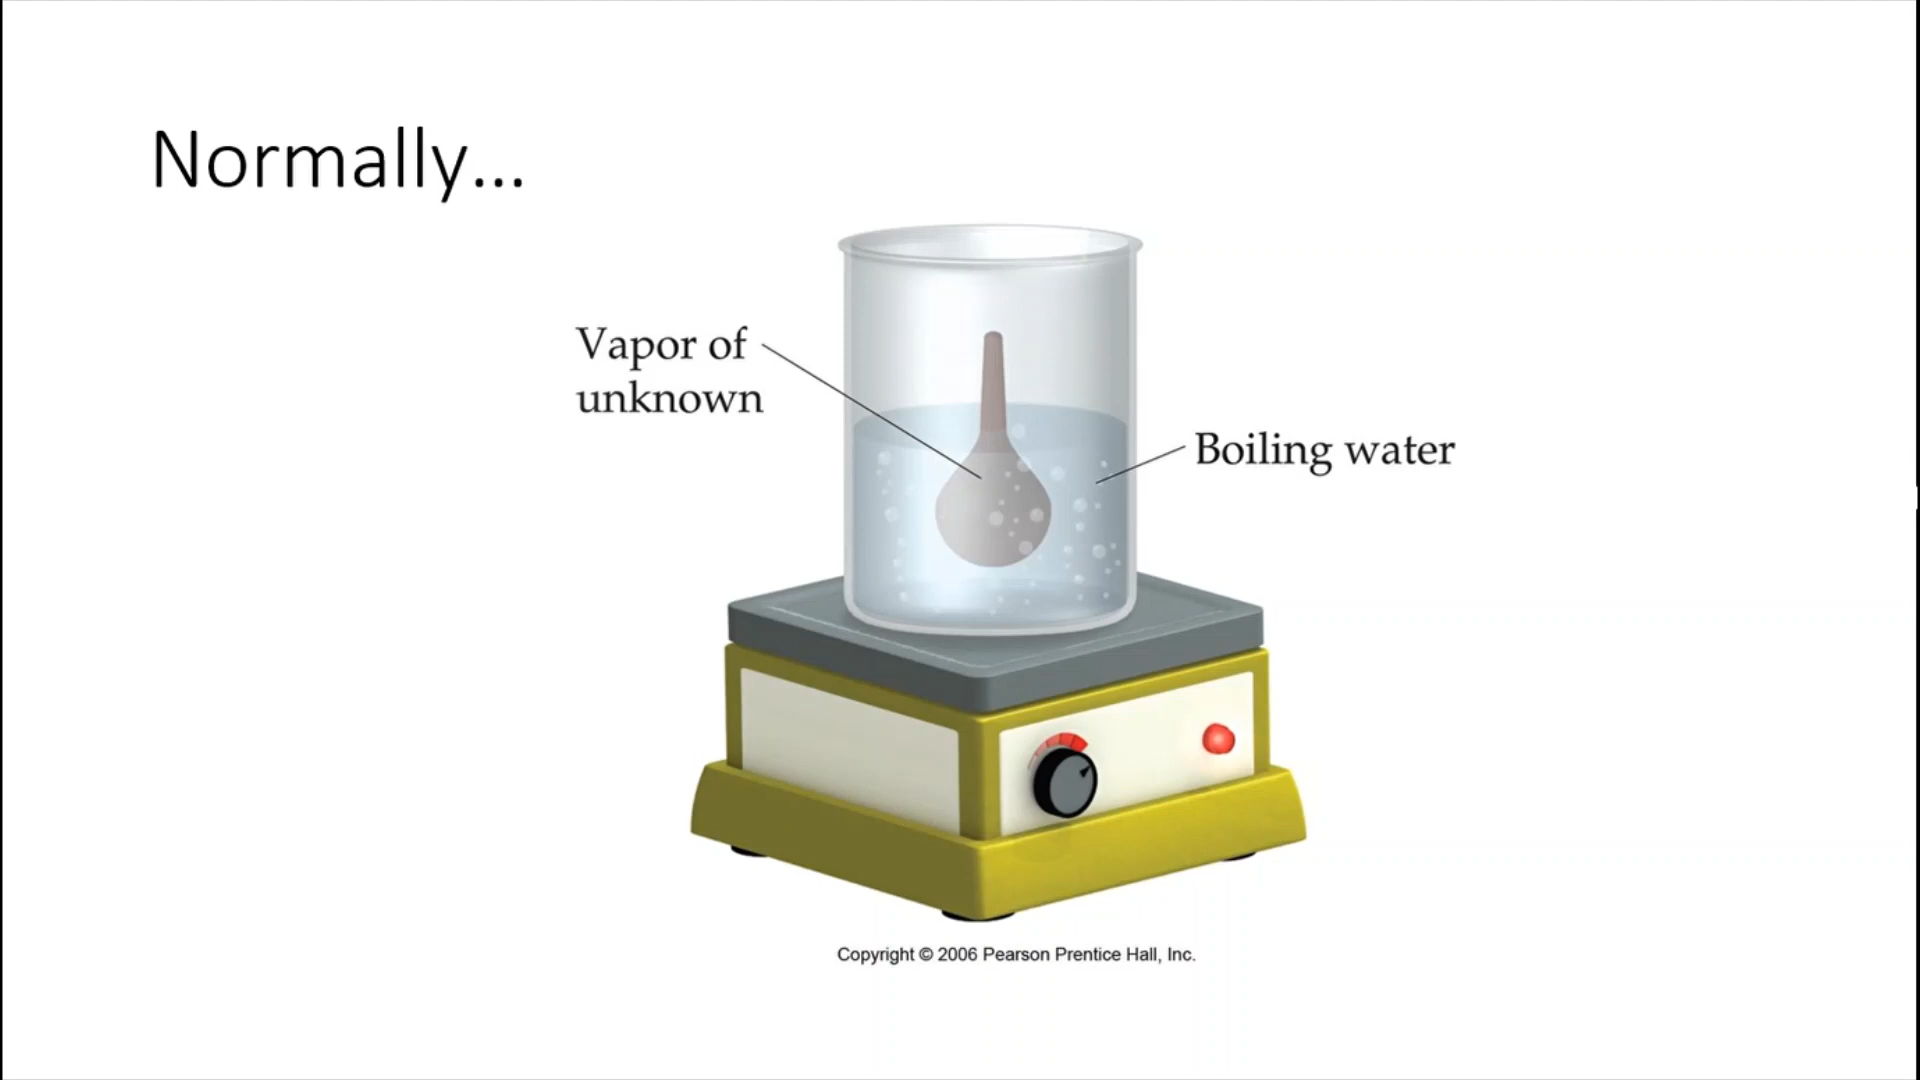 Normally...
Vapor of
unknown
Boiling water
Copyright © 2006 Pearson Prentice Hall, Inc.